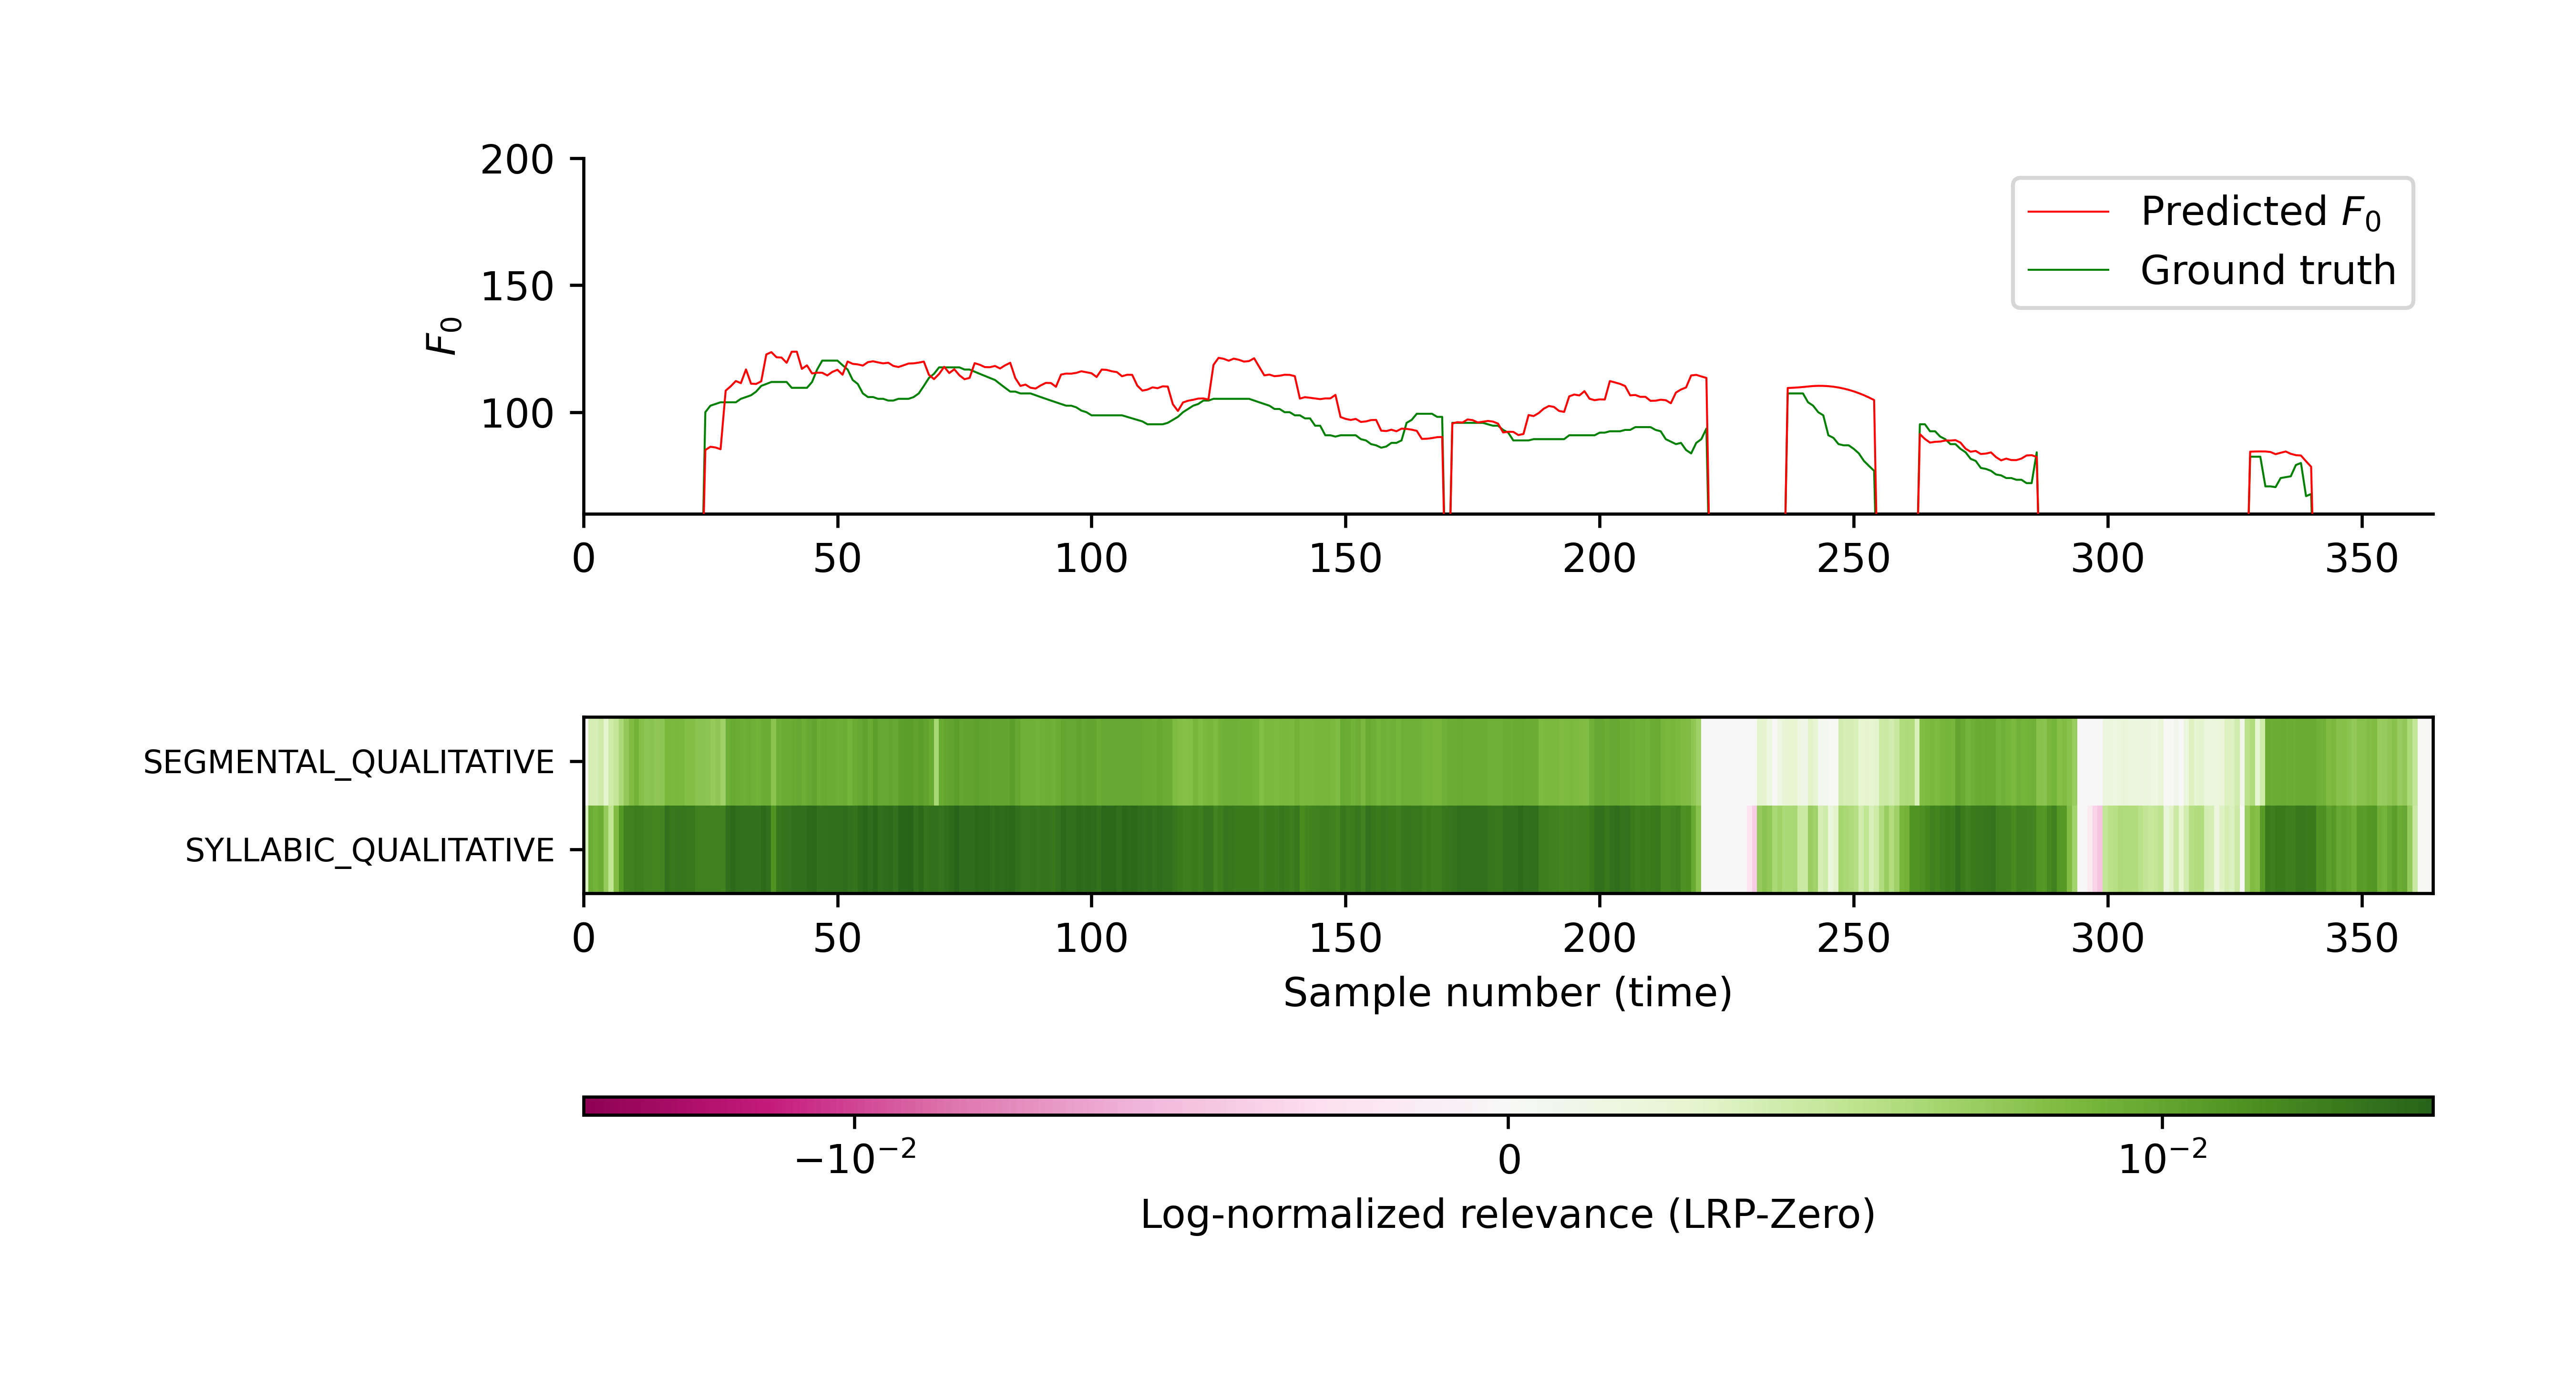 200
150
100
F0
Predicted F0
Ground truth
0 50 100 150 200 250 300 350
SEGMENTAL_QUALITATIVE
SYLLABIC_QUALITATIVE
0 50 100 150 200 250 300 350
Sample number (time)
−10−2 0 10−2
Log-normalized relevance (LRP-Zero)